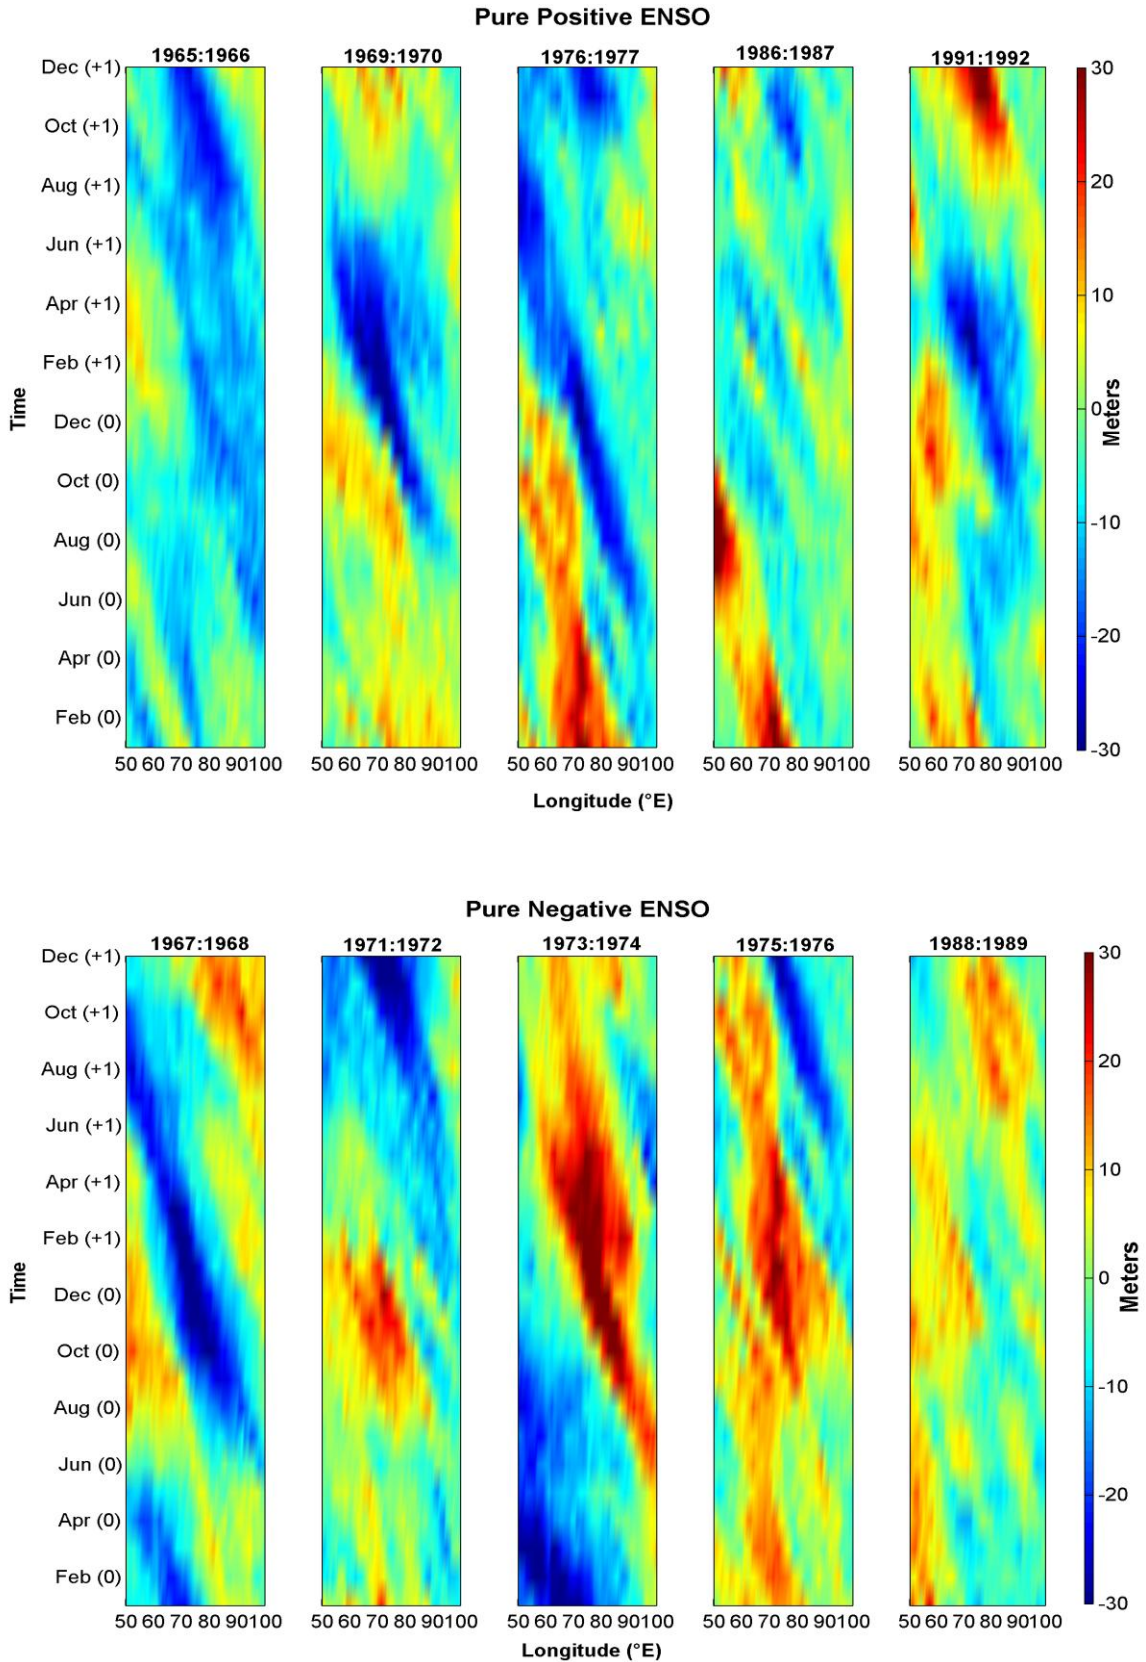 Pure Positive ENSO
1965:1966 1969:1970 1976:1977 1986:1987 1991:1992
Dec (+1)
Oct (+1)
Aug (+1)
Jun (+1)
Apr (+1)
Feb (+1)
Dec (0)
Oct (0)
Aug (0)
Jun (0)
Apr (0)
Feb (0)
Time
50 60 70 80 90100 50 60 70 80 90100 50 60 70 80 90100 50 60 70 80 90100 50 60 70 80 90 100
Longitude (°E)
30
20
10
0
-10
-20
-30
Meters
Pure Negative ENSO
1967:1968 1971:1972 1973:1974 1975:1976 1988:1989
Dec (+1)
Oct (+1)
Aug (+1)
Jun (+1)
Apr (+1)
Feb (+1)
Dec (0)
Oct (0)
Aug (0)
Jun (0)
Apr (0)
Feb (0)
Time
50 60 70 80 90100 50 60 70 80 90100 50 60 70 80 90100 50 60 70 80 90100 50 60 70 80 90 100
Longitude (°E)
30
20
10
0
-10
-20
-30
Meters